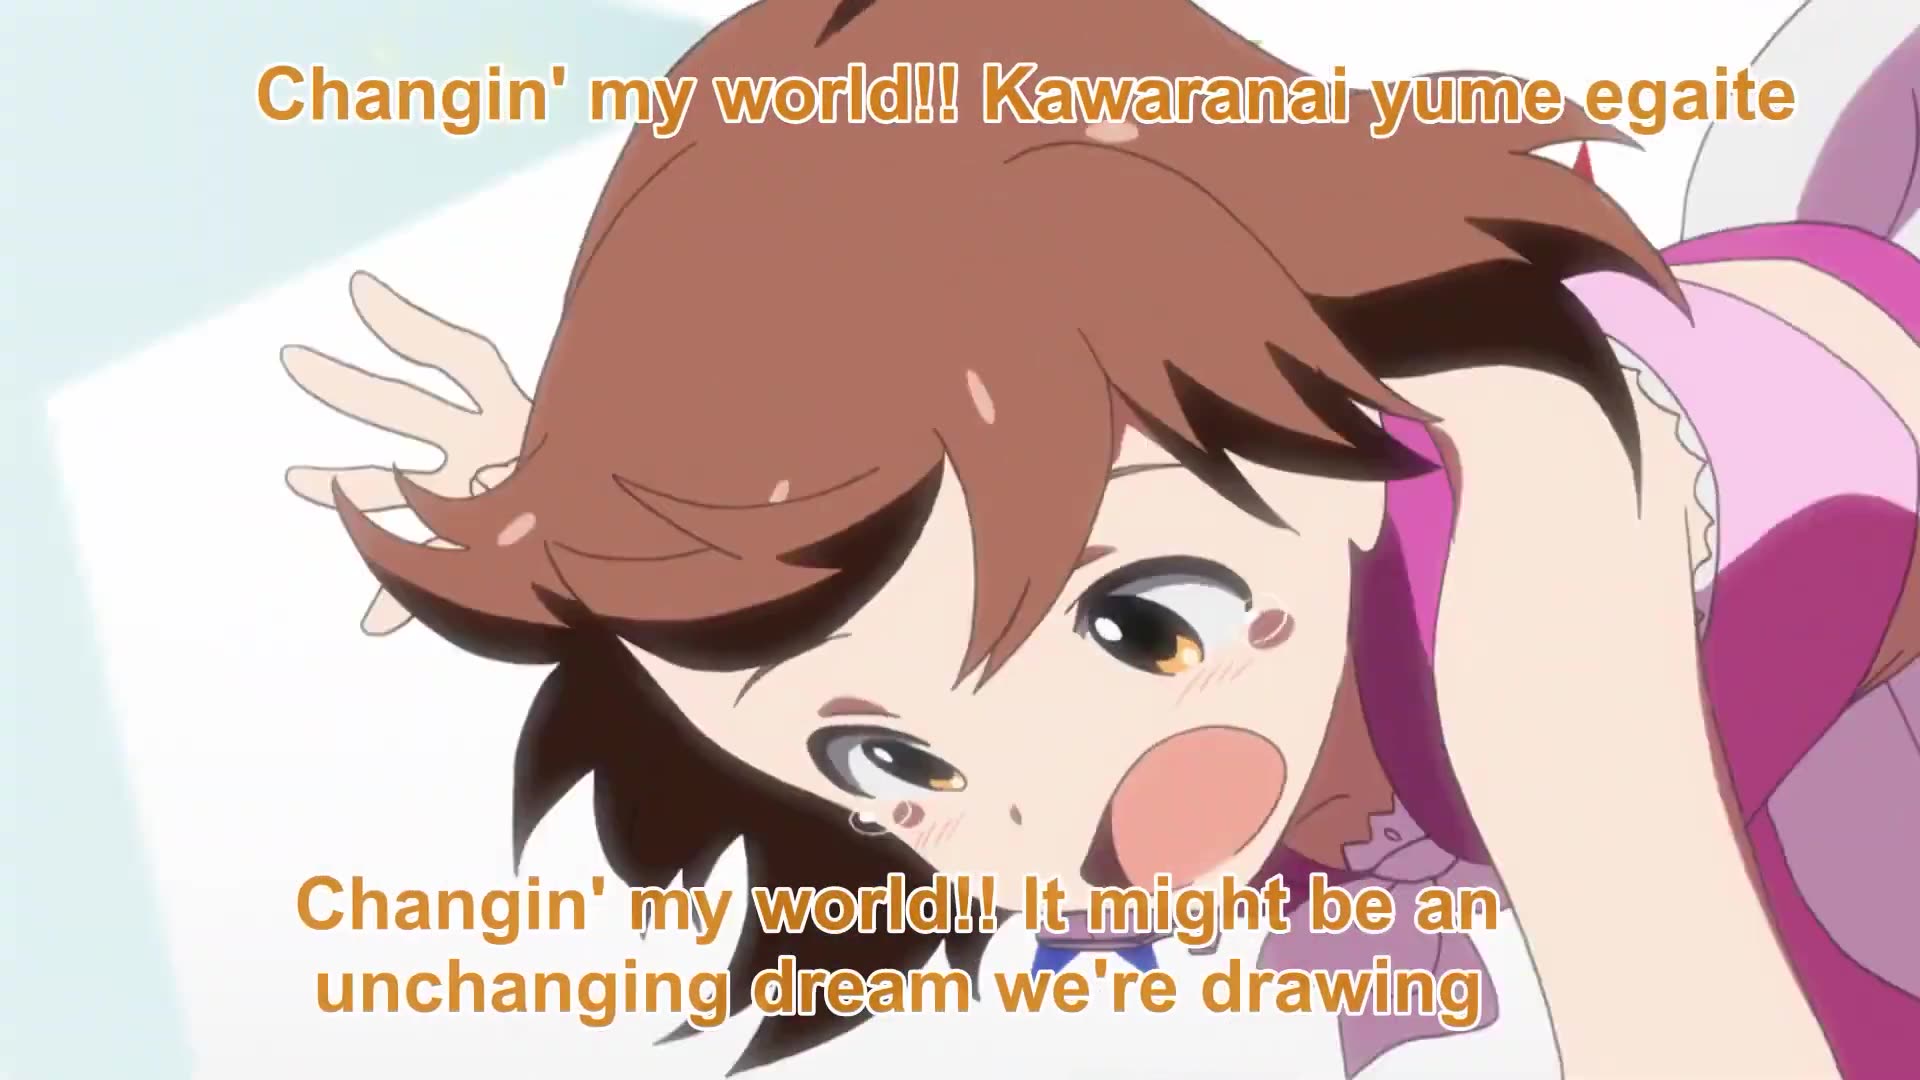 Changin' my world!! Kawaranai yume egaite
Changin' my world!! It might be an
unchanging dream we're drawing